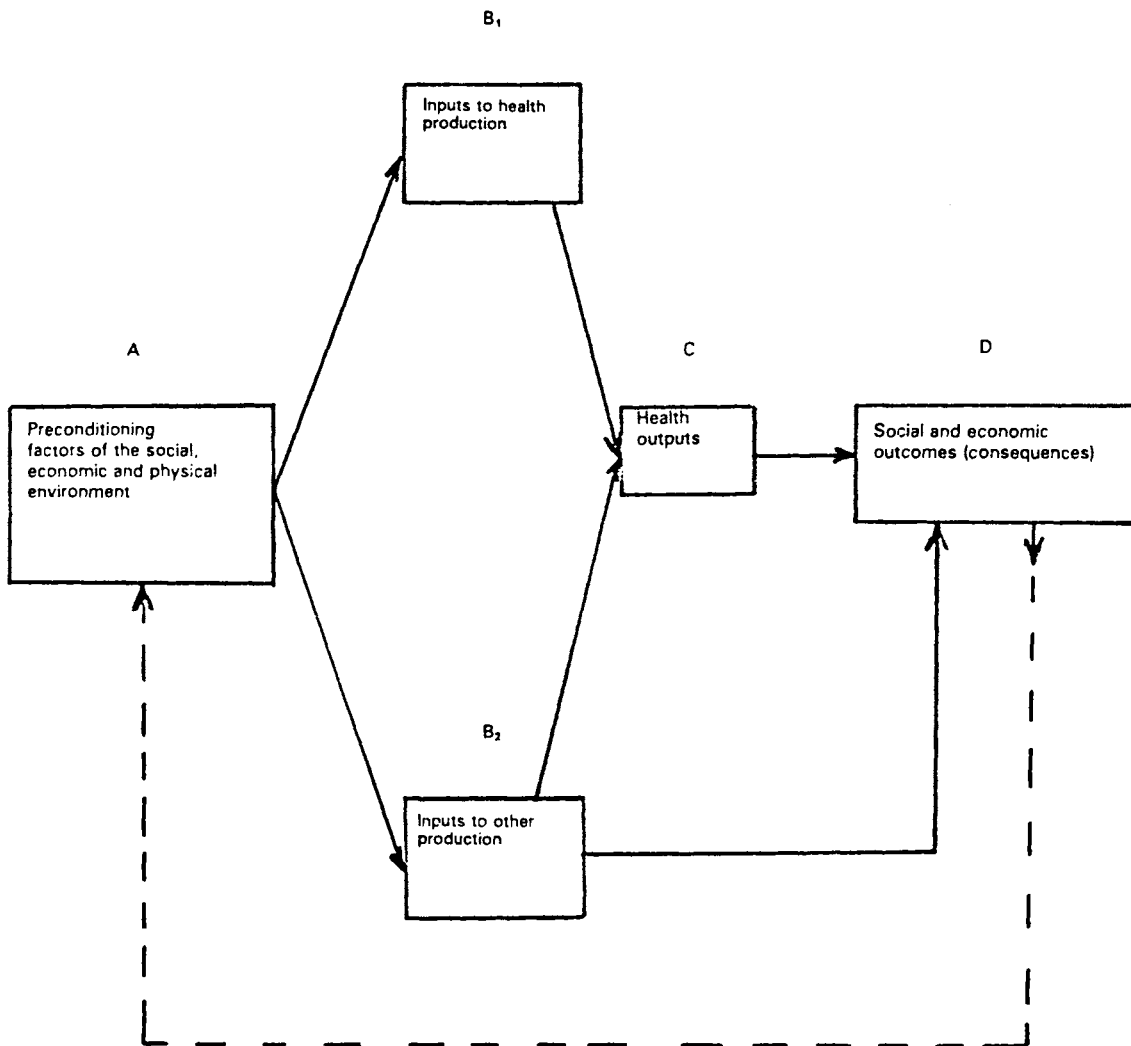 B₁
Inputs to health
production
A
Preconditioning
factors of the social,
economic and physical
environment
C
Health
outputs
D
Social and economic
outcomes (consequences)
B₂
Inputs to other
production